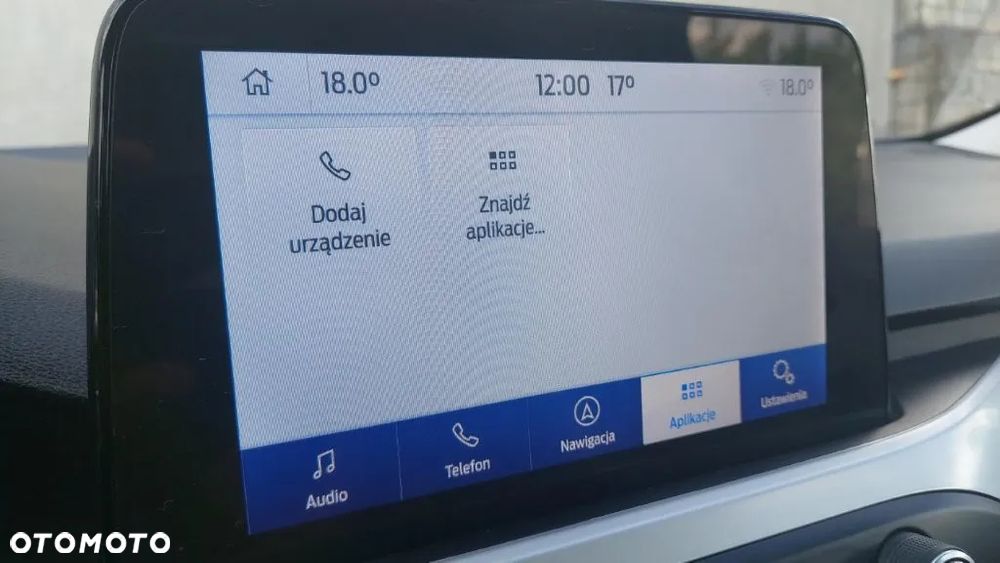 18.0° 12:00 17° 18.0°
Dodaj
urządzenie
Znajdź
aplikacje...
Audio Telefon Nawigacja Aplikacje Ustawienia
OTOMOTO